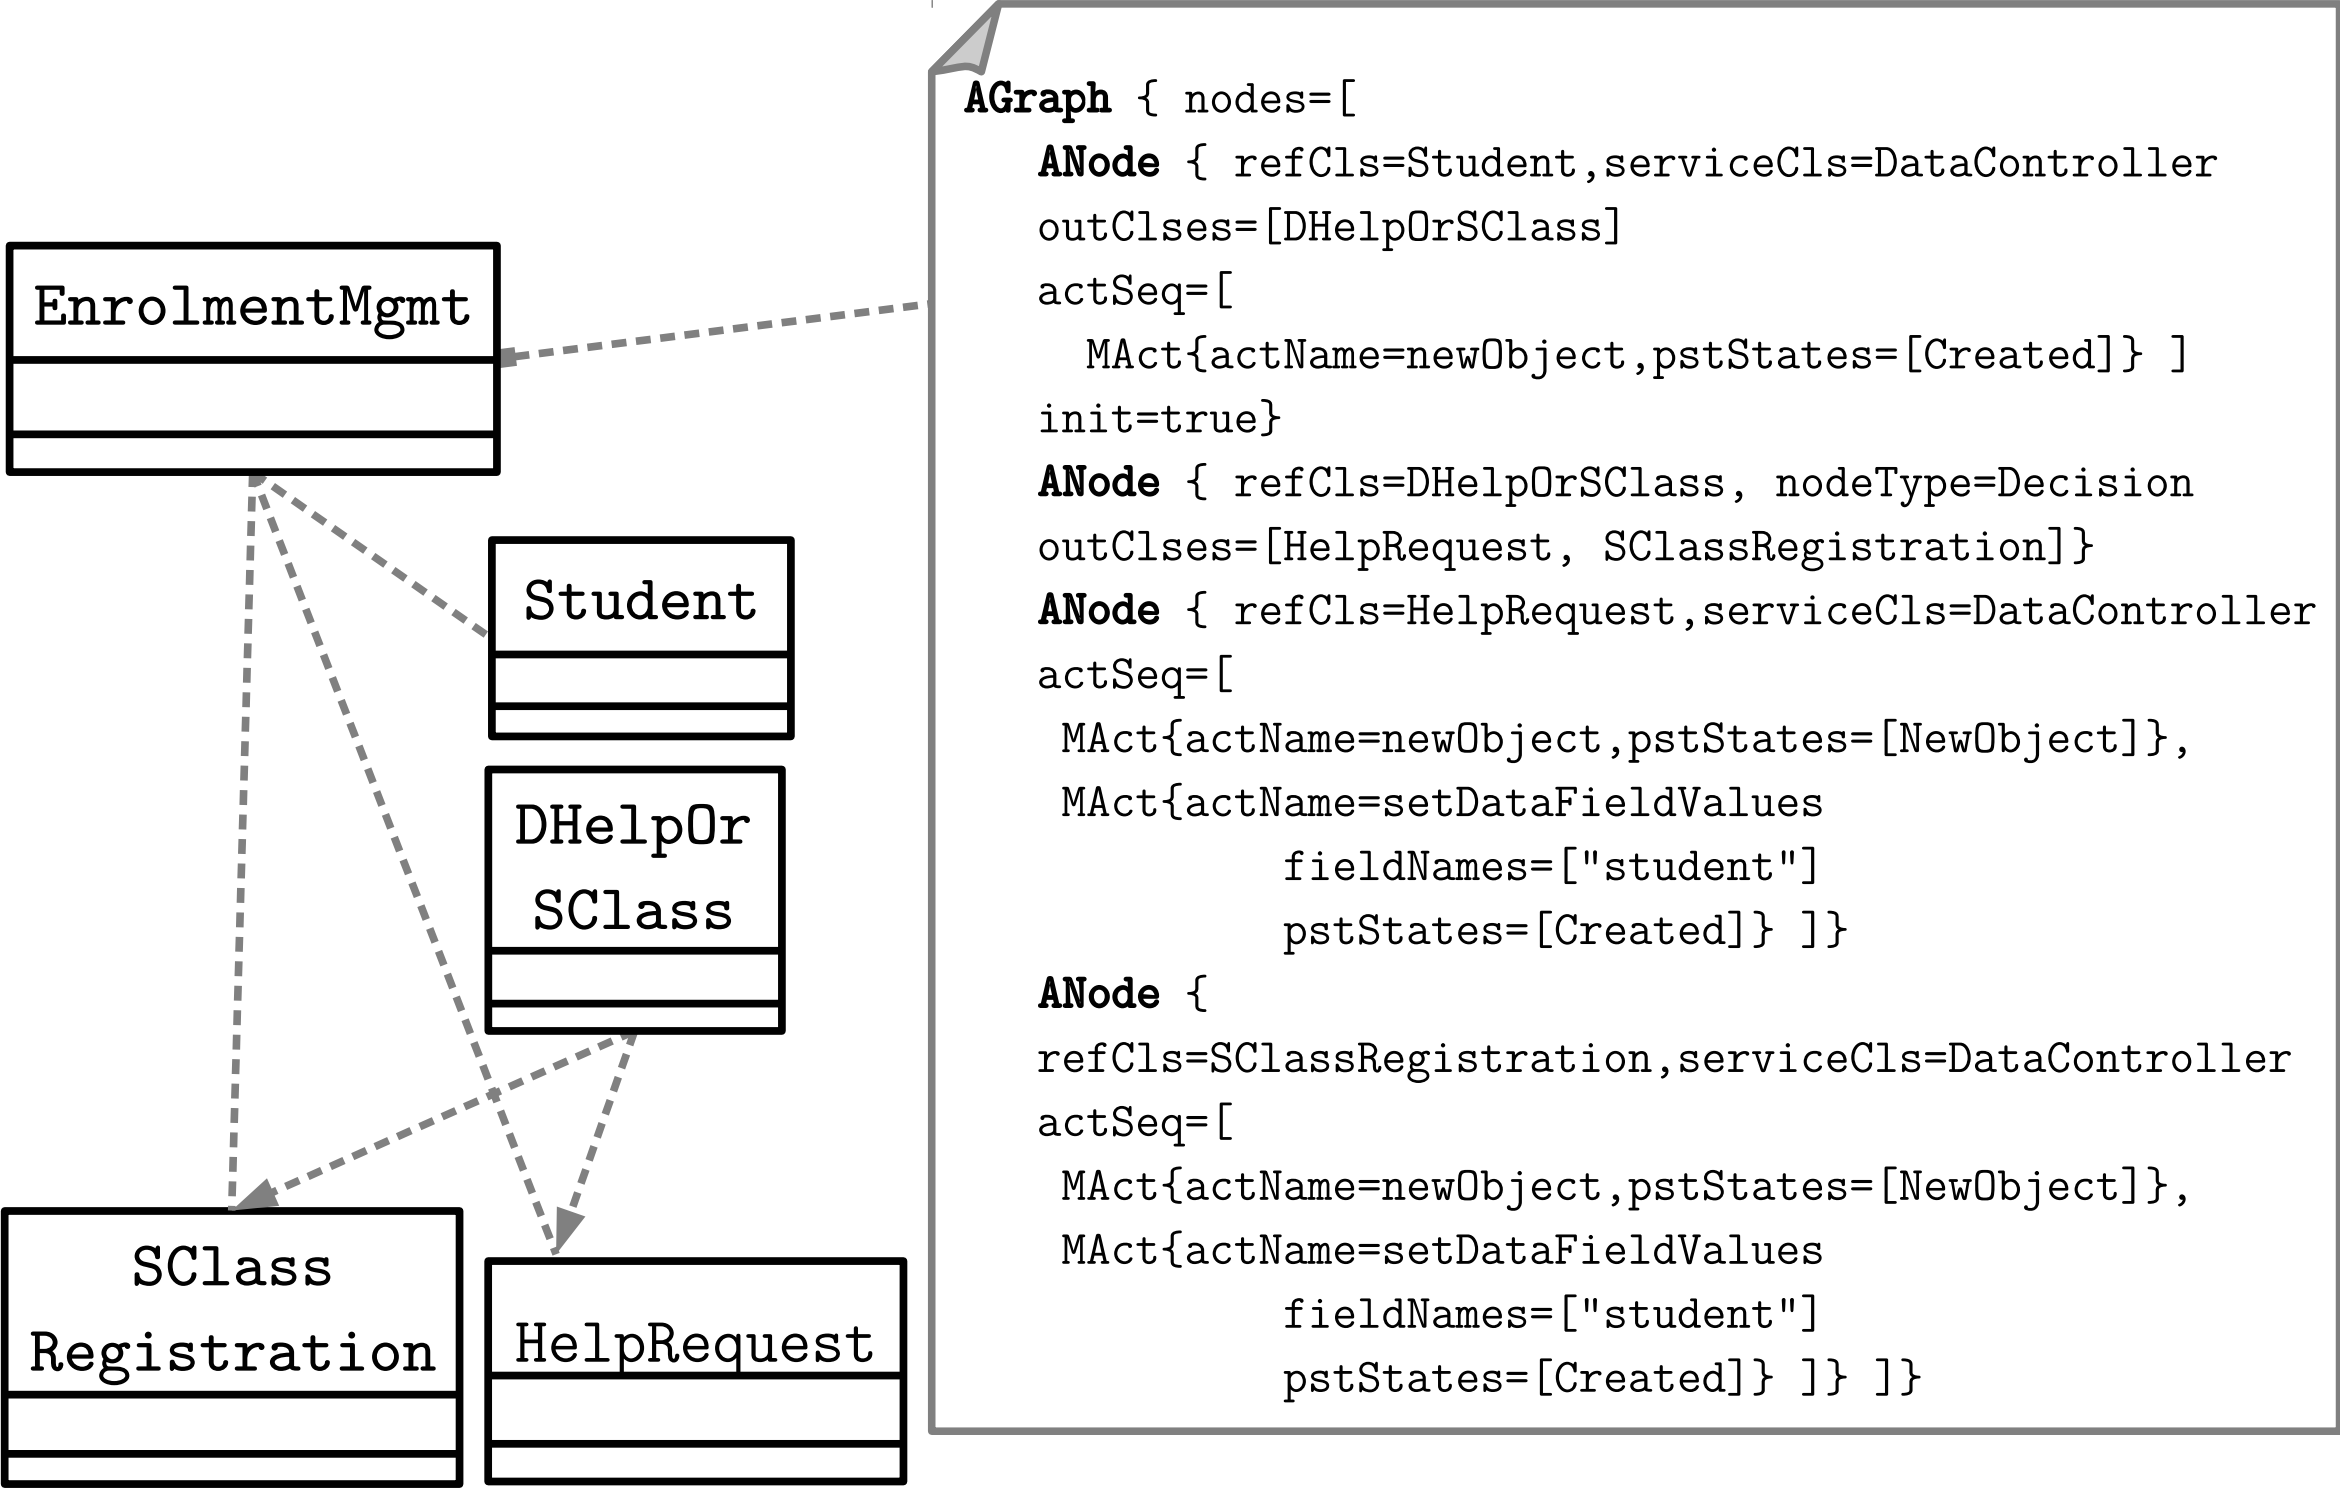 EnrolmentMgmt
Student
DHelpOr
SClass
SClass
Registration
HelpRequest
AGraph { nodes=[
ANode { refCls=Student,serviceCls=DataController
outClses=[DHelpOrSClass]
actSeq=[
MAct{actName=newObject,pstStates=[Created]} ]
init=true}
ANode { refCls=DHelpOrSClass, nodeType=Decision
outClses=[HelpRequest, SClassRegistration]}
ANode { refCls=HelpRequest,serviceCls=DataController
actSeq=[
MAct{actName=newObject,pstStates=[NewObject]},
MAct{actName=setDataFieldValues
fieldNames=["student"]
pstStates=[Created]} ]}
ANode {
refCls=SClassRegistration,serviceCls=DataController
actSeq=[
MAct{actName=newObject,pstStates=[NewObject]},
MAct{actName=setDataFieldValues
fieldNames=["student"]
pstStates=[Created]} ]} ]}